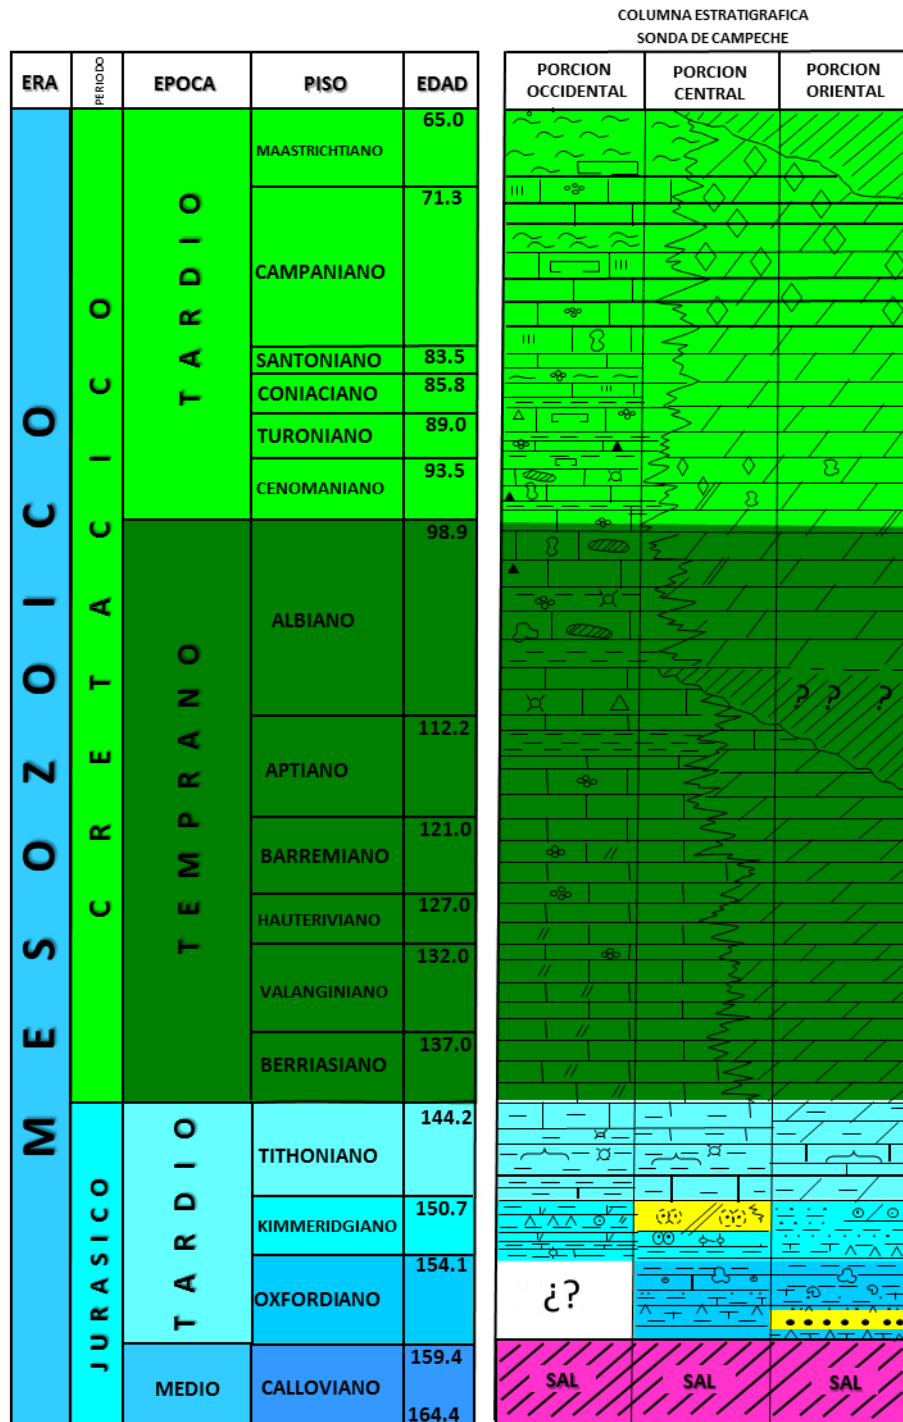 COLUMNA ESTRATIGRAFICA
SONDA DE CAMPECHE
ERA
PERIODO
EPOCA
PISO
EDAD
PORCION
OCCIDENTAL
PORCION
CENTRAL
PORCION
ORIENTAL
MESOZOICO
CRETACICO
TARDIO
MAASTRICHTIANO
65.0
CAMPANIANO
71.3
SANTONIANO
83.5
CONIACIANO
85.8
TURONIANO
89.0
CENOMANIANO
93.5
TEMPRANO
ALBIANO
98.9
? ? ?
APTIANO
112.2
BARREMIANO
121.0
HAUTERIVIANO
127.0
VALANGINIANO
132.0
BERRIASIANO
137.0
JURASICO
TARDIO
TITHONIANO
144.2
KIMMERIDGIANO
150.7
OXFORDIANO
154.1
¿?
MEDIO
CALLOVIANO
159.4
164.4
SAL
SAL
SAL